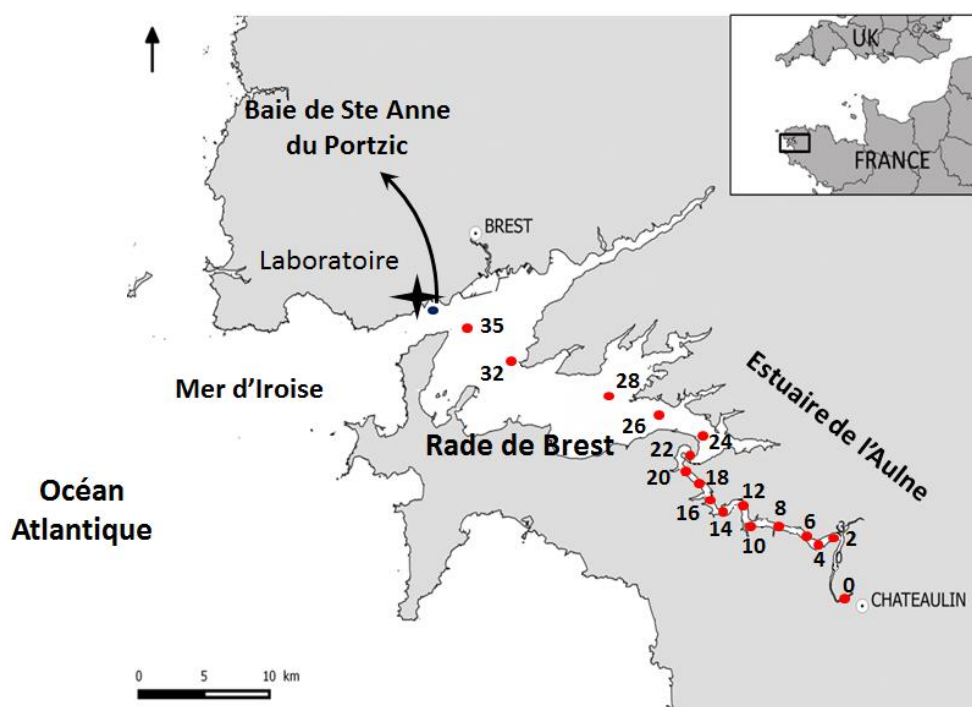 UK
FRANCE
Baie de Ste Anne
du Portzic
BREST
Laboratoire
35
32
Mer d'Iroise
28
26
24
Estuaire de l'Aulne
Rade de Brest
22
20
18
16
14
12
10
8
6
4
2
0
Océan
Atlantique
CHATEAULIN
0 5 10 km